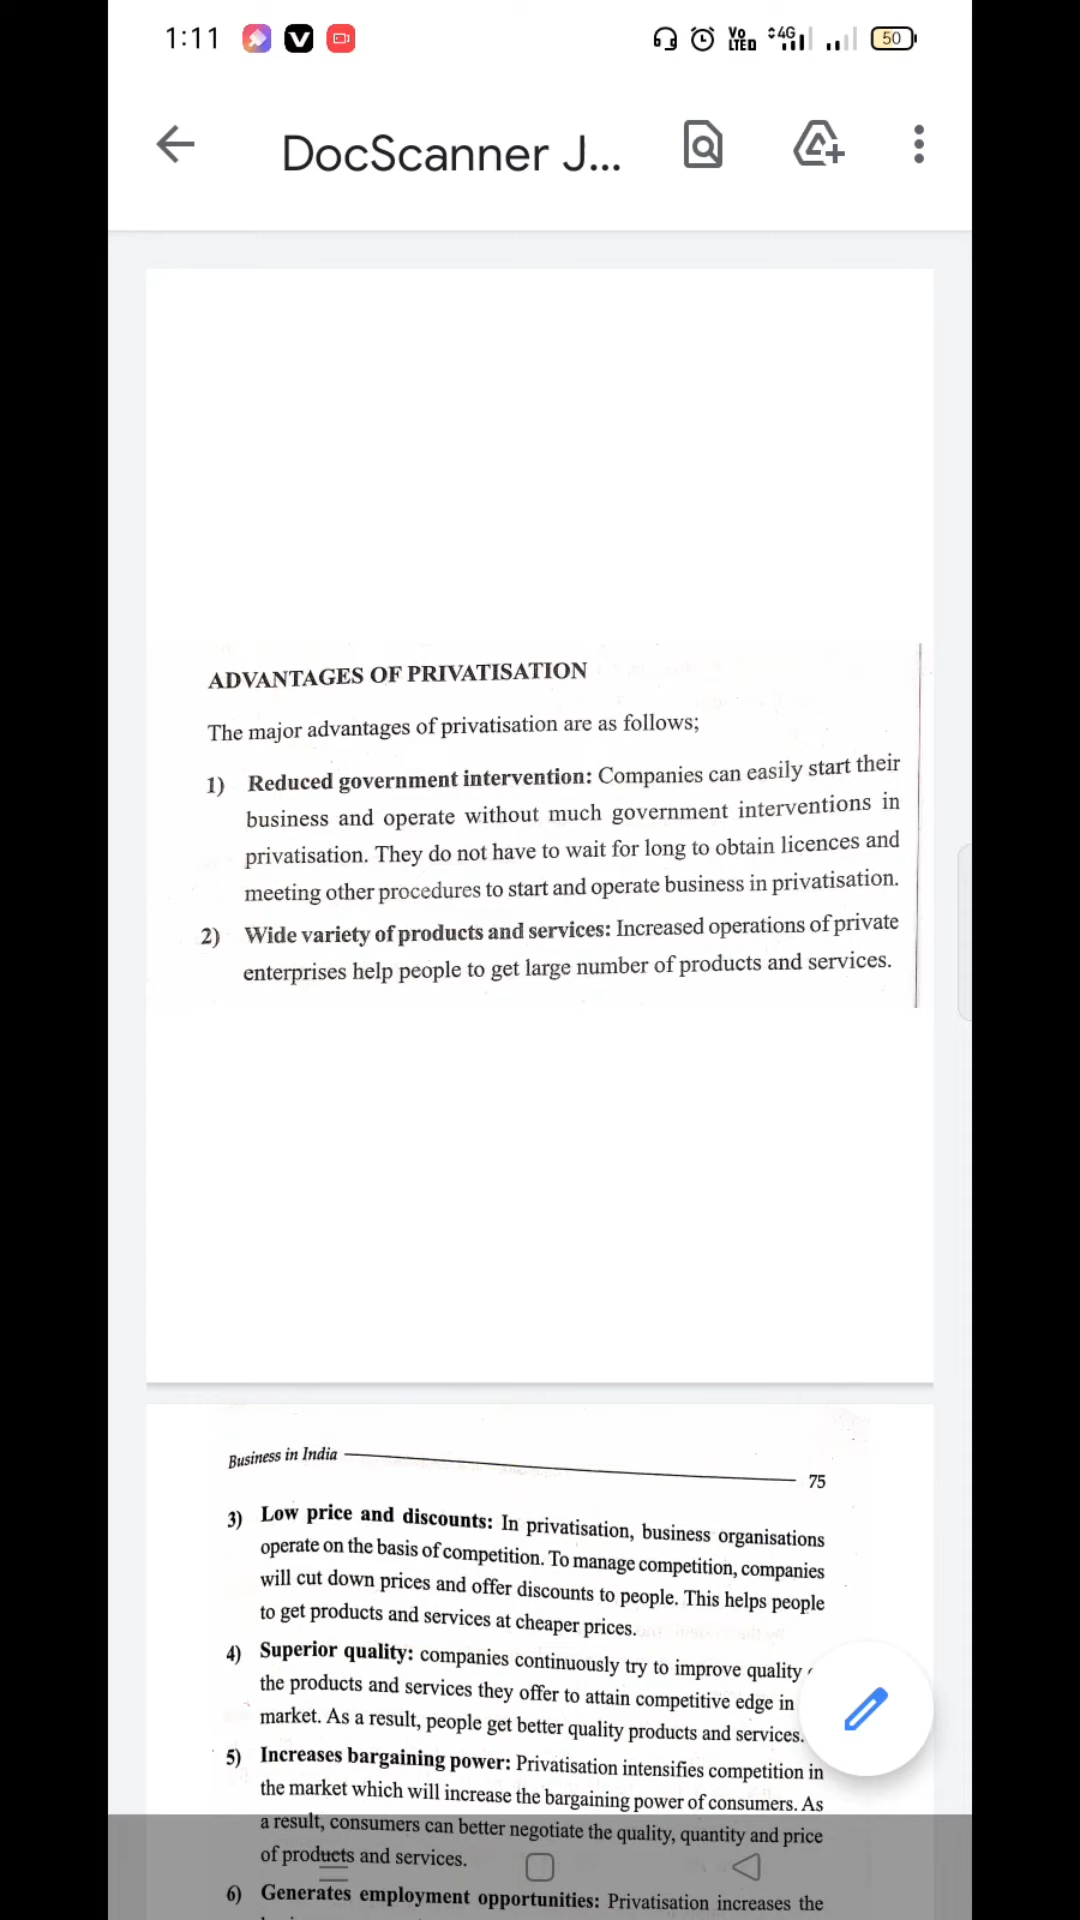 1:11
Vo
LTED
4G
50
DocScanner J...
ADVANTAGES OF PRIVATISATION
The major advantages of privatisation are as follows;
1) Reduced government intervention: Companies can easily start their
business and operate without much government interventions in
privatisation. They do not have to wait for long to obtain licences and
meeting other procedures to start and operate business in privatisation.
2) Wide variety of products and services: Increased operations of private
enterprises help people to get large number of products and services.
Business in India
75
3) Low price and discounts: In privatisation, business organisations
operate on the basis of competition. To manage competition, companies
will cut down prices and offer discounts to people. This helps people
to get products and services at cheaper prices.
4) Superior quality: companies continuously try to improve quality
the products and services they offer to attain competitive edge in
market. As a result, people get better quality products and services.
5) Increases bargaining power: Privatisation intensifies competition in
the market which will increase the bargaining power of consumers. As
a result, consumers can better negotiate the quality, quantity and price
of products and services.
6) Generates employment opportunities: Privatisation increases the